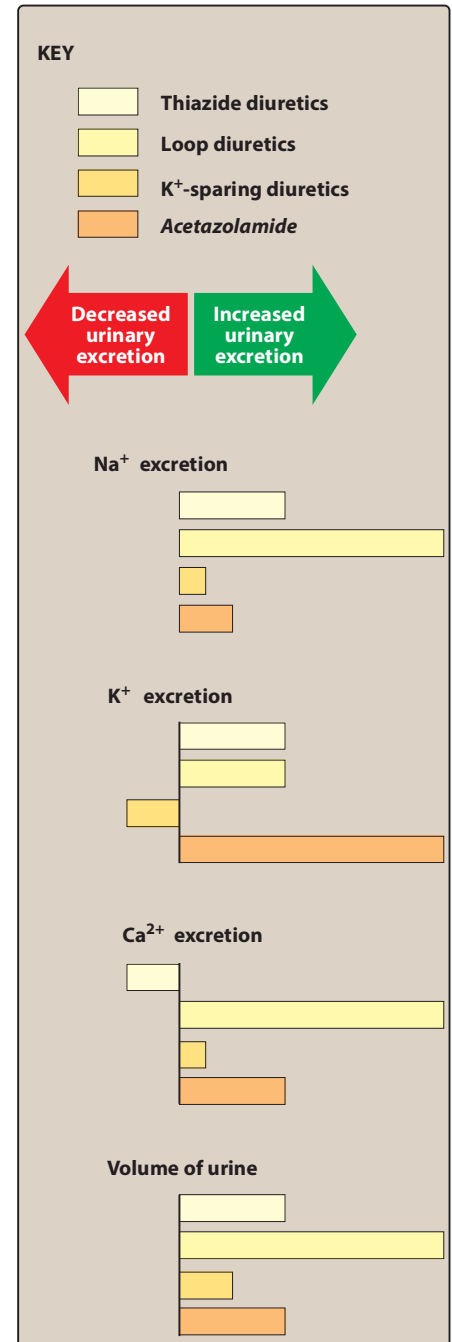 KEY
Thiazide diuretics
Loop diuretics
K+-sparing diuretics
Acetazolamide
Decreased
urinary
excretion
Increased
urinary
excretion
Na+ excretion
K+ excretion
Ca2+ excretion
Volume of urine